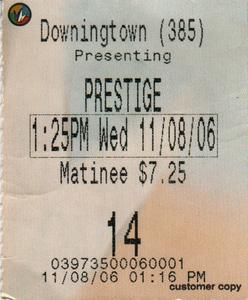 Downingtown (385)
Presenting
PRESTIGE
1:25PM Wed 11/08/06
Matinee $7.25
14
03973500060001
11/08/06 01:16 PM
customer copy